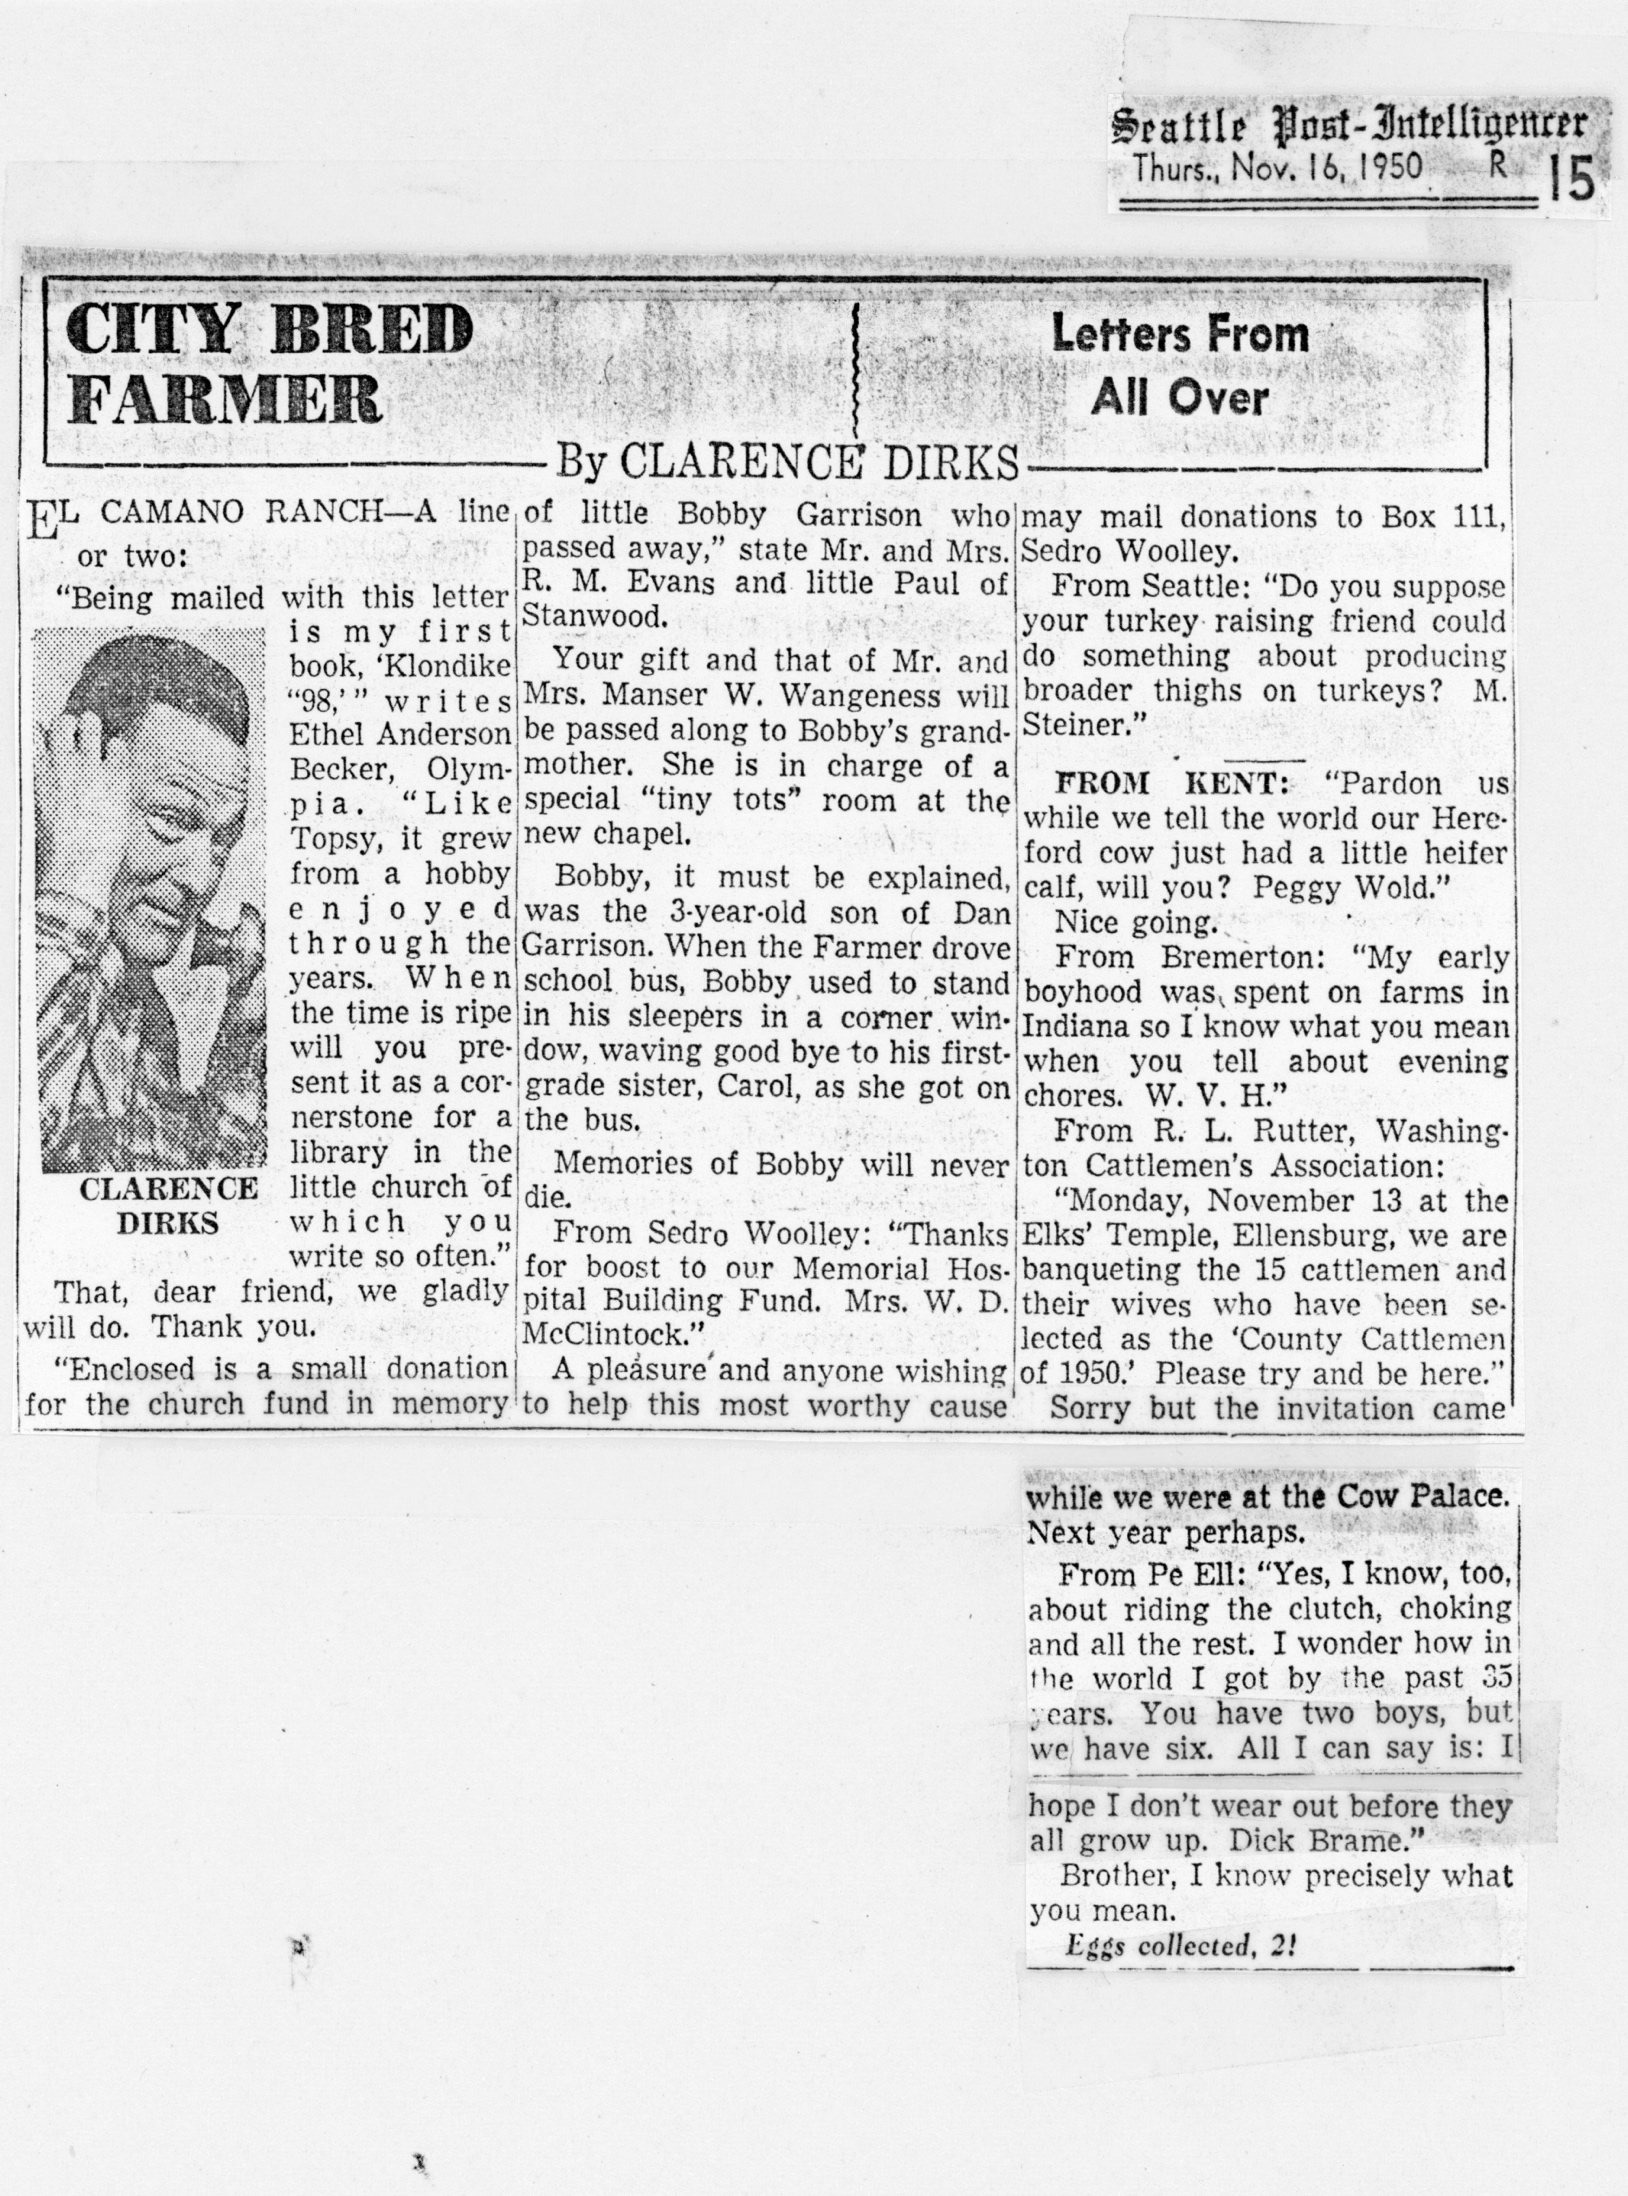 Seattle Post-Intelligencer
Thurs., Nov. 16, 1950 R 15
CITY BRED
FARMER
Letters From
All Over
By CLARENCE DIRKS
EL CAMANO RANCH—A line
or two:
"Being mailed with this letter
is my first
book, 'Klondike
"98,'" writes
Ethel Anderson
Becker, Olym-
pia. "Like
Topsy, it grew
from a hobby
enjoyed
through the
years. When
the time is ripe
will you pre-
sent it as a cor-
nerstone for a
library in the
little church of
which you
write so often."
CLARENCE
DIRKS
That, dear friend, we gladly
will do. Thank you.
"Enclosed is a small donation
for the church fund in memory
of little Bobby Garrison who
passed away," state Mr. and Mrs.
R. M. Evans and little Paul of
Stanwood.
Your gift and that of Mr. and
Mrs. Manser W. Wangeness will
be passed along to Bobby's grand-
mother. She is in charge of a
special "tiny tots" room at the
new chapel.
Bobby, it must be explained,
was the 3-year-old son of Dan
Garrison. When the Farmer drove
school bus, Bobby used to stand
in his sleepers in a corner win-
dow, waving good bye to his first-
grade sister, Carol, as she got on
the bus.
Memories of Bobby will never
die.
From Sedro Woolley: "Thanks
for boost to our Memorial Hos-
pital Building Fund. Mrs. W. D.
McClintock."
A pleasure and anyone wishing
to help this most worthy cause
may mail donations to Box 111,
Sedro Woolley.
From Seattle: "Do you suppose
your turkey raising friend could
do something about producing
broader thighs on turkeys? M.
Steiner."
FROM KENT: "Pardon us
while we tell the world our Here-
ford cow just had a little heifer
calf, will you? Peggy Wold."
Nice going.
From Bremerton: "My early
boyhood was spent on farms in
Indiana so I know what you mean
when you tell about evening
chores. W. V. H."
From R. L. Rutter, Washing-
ton Cattlemen's Association:
"Monday, November 13 at the
Elks' Temple, Ellensburg, we are
banqueting the 15 cattlemen and
their wives who have been se-
lected as the 'County Cattlemen
of 1950.' Please try and be here."
Sorry but the invitation came
while we were at the Cow Palace.
Next year perhaps.
From Pe Ell: "Yes, I know, too,
about riding the clutch, choking
and all the rest. I wonder how in
the world I got by the past 35
years. You have two boys, but
we have six. All I can say is: I
hope I don't wear out before they
all grow up. Dick Brame."
Brother, I know precisely what
you mean.
Eggs collected, 2!